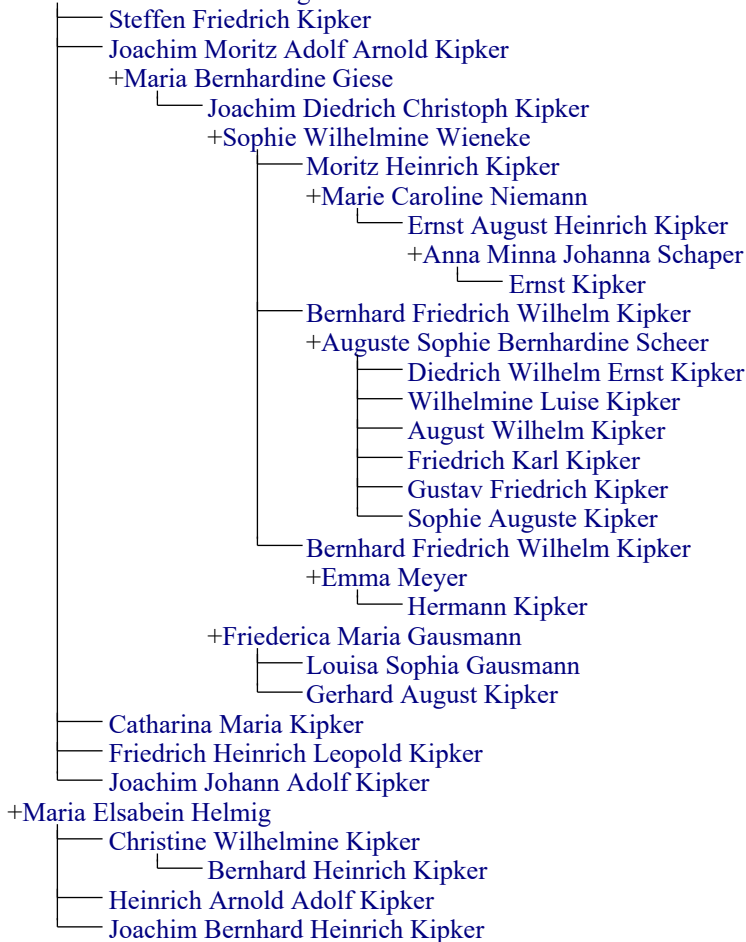 Steffen Friedrich Kipker
Joachim Moritz Adolf Arnold Kipker
+Maria Bernhardine Giese
Joachim Diedrich Christoph Kipker
+Sophie Wilhelmine Wieneke
Moritz Heinrich Kipker
+Marie Caroline Niemann
Ernst August Heinrich Kipker
+Anna Minna Johanna Schaper
Ernst Kipker
Bernhard Friedrich Wilhelm Kipker
+Auguste Sophie Bernhardine Scheer
Diedrich Wilhelm Ernst Kipker
Wilhelmine Luise Kipker
August Wilhelm Kipker
Friedrich Karl Kipker
Gustav Friedrich Kipker
Sophie Auguste Kipker
Bernhard Friedrich Wilhelm Kipker
+Emma Meyer
Hermann Kipker
+Friederica Maria Gausmann
Louisa Sophia Gausmann
Gerhard August Kipker
Catharina Maria Kipker
Friedrich Heinrich Leopold Kipker
Joachim Johann Adolf Kipker
+Maria Elsabein Helmig
Christine Wilhelmine Kipker
Bernhard Heinrich Kipker
Heinrich Arnold Adolf Kipker
Joachim Bernhard Heinrich Kipker